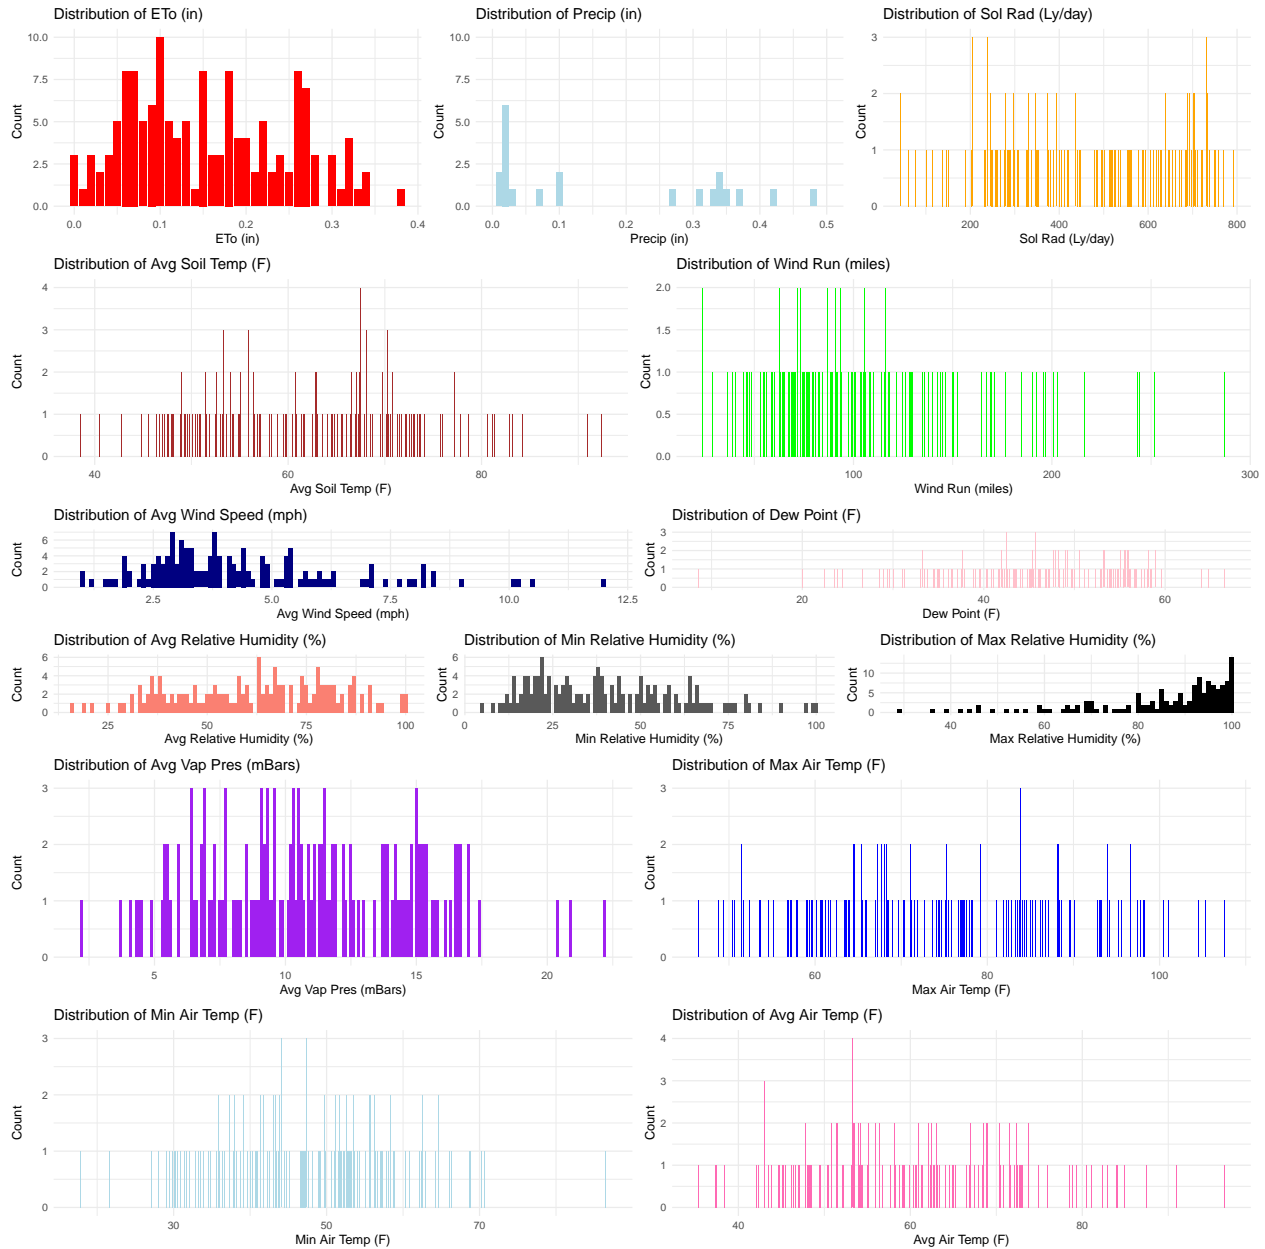 Distribution of ETo (in)
10.0
7.5
5.0
2.5
0.0
Count
0.0 0.1 0.2 0.3 0.4
ETo (in)
Distribution of Precip (in)
10.0
7.5
5.0
2.5
0.0
Count
0.0 0.1 0.2 0.3 0.4 0.5
Precip (in)
Distribution of Sol Rad (Ly/day)
3
2
1
0
Count
200 400 600 800
Sol Rad (Ly/day)
Distribution of Avg Soil Temp (F)
4
3
2
1
0
Count
40 60 80
Avg Soil Temp (F)
Distribution of Wind Run (miles)
2.0
1.5
1.0
0.5
0.0
Count
100 200 300
Wind Run (miles)
Distribution of Avg Wind Speed (mph)
6
4
2
0
Count
2.5 5.0 7.5 10.0 12.5
Avg Wind Speed (mph)
Distribution of Dew Point (F)
3
2
1
0
Count
20 40 60
Dew Point (F)
Distribution of Avg Relative Humidity (%)
6
4
2
0
Count
25 50 75 100
Avg Relative Humidity (%)
Distribution of Min Relative Humidity (%)
6
4
2
0
Count
0 25 50 75 100
Min Relative Humidity (%)
Distribution of Max Relative Humidity (%)
10
5
0
Count
40 60 80 100
Max Relative Humidity (%)
Distribution of Avg Vap Pres (mBars)
3
2
1
0
Count
5 10 15 20
Avg Vap Pres (mBars)
Distribution of Max Air Temp (F)
3
2
1
0
Count
60 80 100
Max Air Temp (F)
Distribution of Min Air Temp (F)
3
2
1
0
Count
30 50 70
Min Air Temp (F)
Distribution of Avg Air Temp (F)
4
3
2
1
0
Count
40 60 80
Avg Air Temp (F)